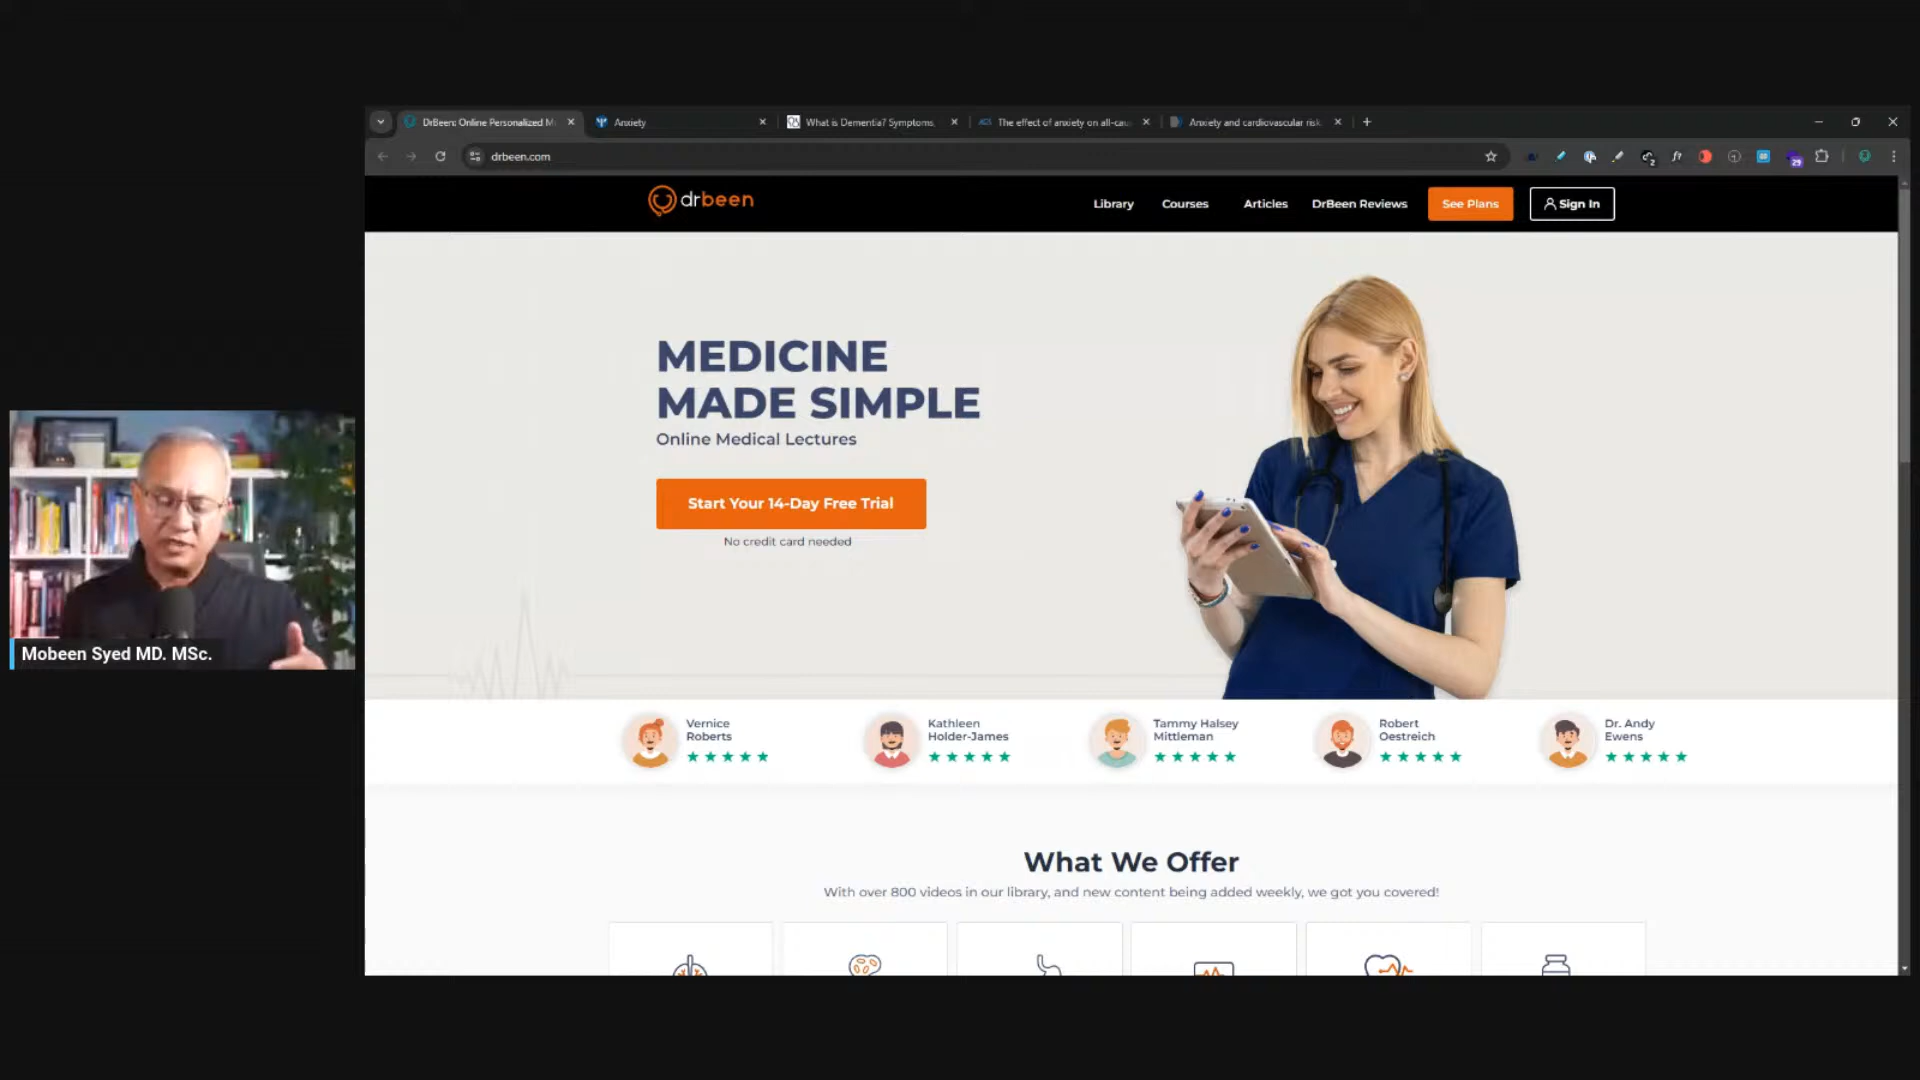 DrBeen: Online Personalized M
Anxiety
What is Dementia? Symptoms,
The effect of anxiety on all-cau
Anxiety and cardiovascular risk
drbeen.com
29
drbeen
Library
Courses
Articles
DrBeen Reviews
See Plans
Sign In
MEDICINE
MADE SIMPLE
Online Medical Lectures
Start Your 14-Day Free Trial
No credit card needed
Mobeen Syed MD. MSc.
Vernice
Roberts
Kathleen
Holder-James
Tammy Halsey
Mittleman
Robert
Oestreich
Dr. Andy
Ewens
What We Offer
With over 800 videos in our library, and new content being added weekly, we got you covered!